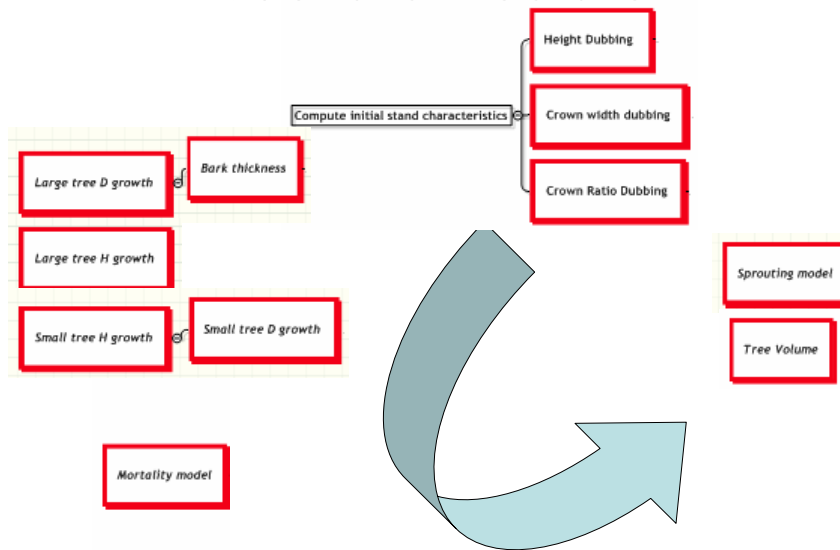 Height Dubbing
Compute initial stand characteristics
Crown width dubbing
Crown Ratio Dubbing
Large tree D growth
Bark thickness
Large tree H growth
Small tree H growth
Small tree D growth
Mortality model
Sprouting model
Tree Volume